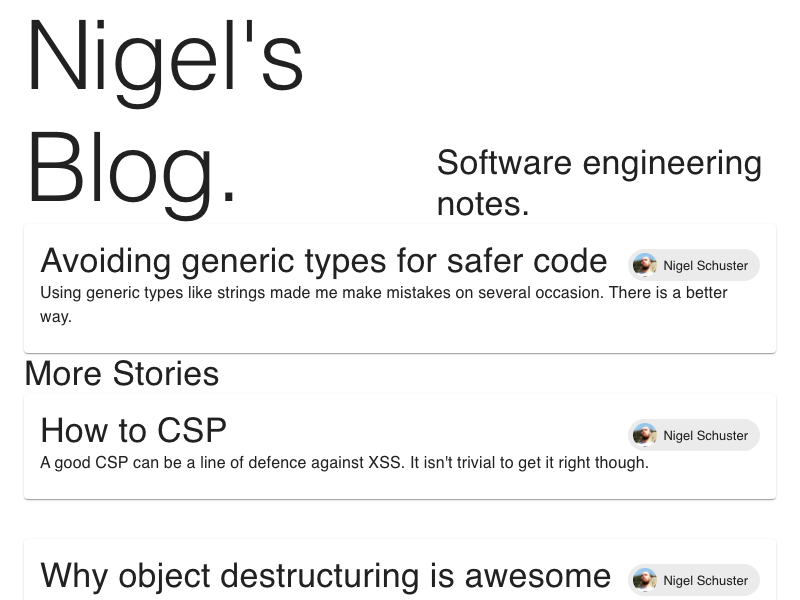 Nigel's
Blog.
Software engineering
notes.
Avoiding generic types for safer code
Nigel Schuster
Using generic types like strings made me make mistakes on several occasion. There is a better
way.
More Stories
How to CSP
Nigel Schuster
A good CSP can be a line of defence against XSS. It isn't trivial to get it right though.
Why object destructuring is awesome
Nigel Schuster